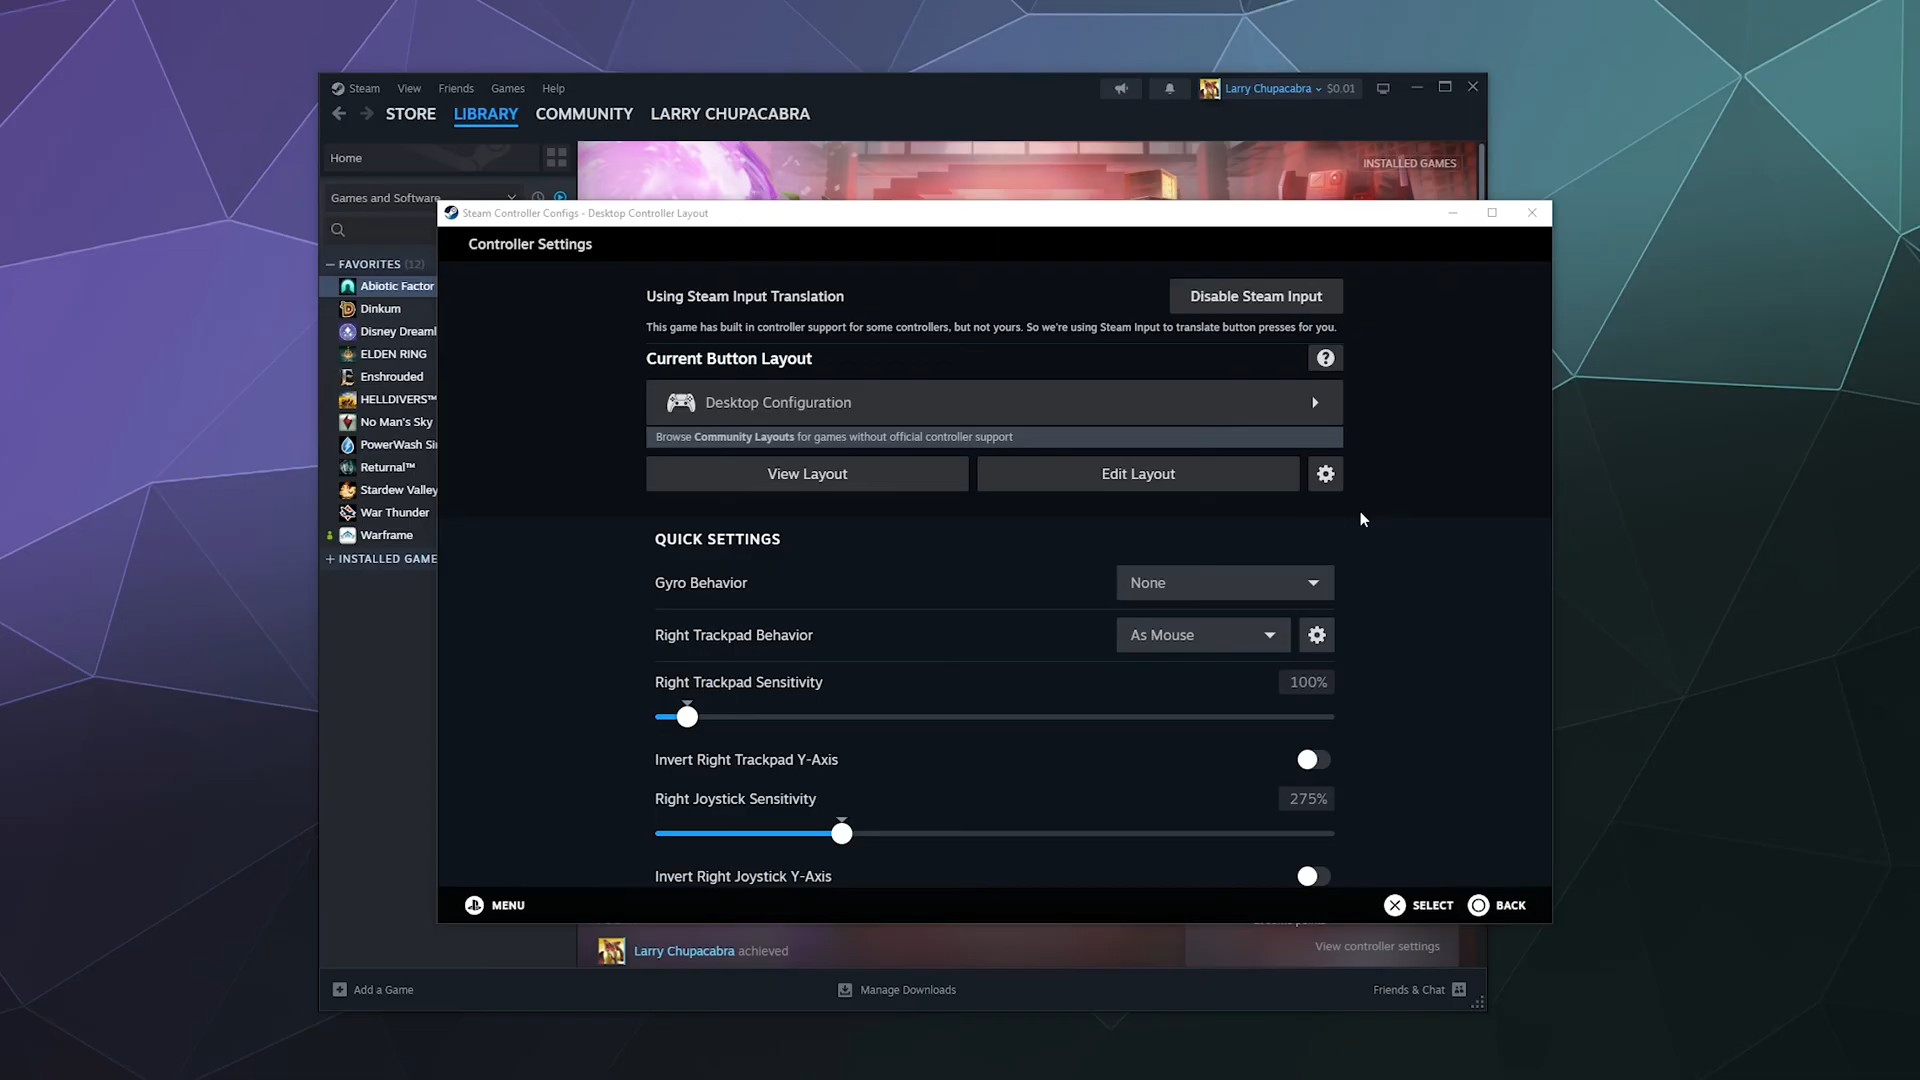 Steam View Friends Games Help
Larry Chupacabra $0.01
STORE LIBRARY COMMUNITY LARRY CHUPACABRA
Home
INSTALLED GAMES
Games and Software
Steam Controller Configs - Desktop Controller Layout
Controller Settings
FAVORITES (12)
Abiotic Factor
Dinkum
Disney Dreaml
ELDEN RING
Enshrouded
HELLDIVERS™
No Man's Sky
PowerWash Si
Returnal™
Stardew Valley
War Thunder
Warframe
INSTALLED GAME
Using Steam Input Translation
Disable Steam Input
This game has built in controller support for some controllers, but not yours. So we're using Steam Input to translate button presses for you.
Current Button Layout
?
Desktop Configuration
Browse Community Layouts for games without official controller support
View Layout
Edit Layout
QUICK SETTINGS
Gyro Behavior
None
Right Trackpad Behavior
As Mouse
Right Trackpad Sensitivity
100%
Invert Right Trackpad Y-Axis
Right Joystick Sensitivity
275%
Invert Right Joystick Y-Axis
MENU
SELECT
BACK
Larry Chupacabra achieved
View controller settings
Add a Game
Manage Downloads
Friends & Chat